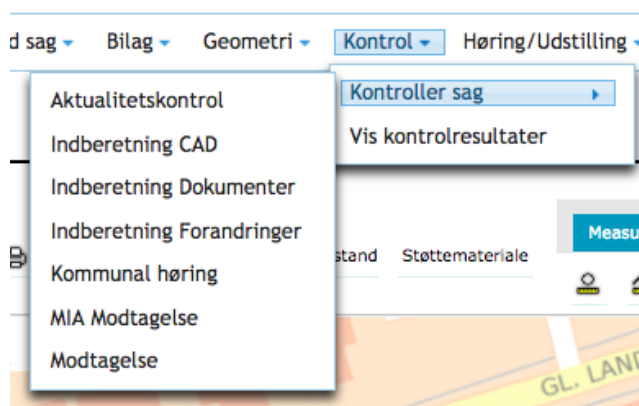 d sag Bilag Geometri Kontrol Høring/Udstilling
Kontroller sag
Vis kontrolresultater
Aktualitetskontrol
Indberetning CAD
Indberetning Dokumenter
Indberetning Forandringer
Kommunal høring
MIA Modtagelse
Modtagelse
stand Støttemateriale
Measu
GL. LAND